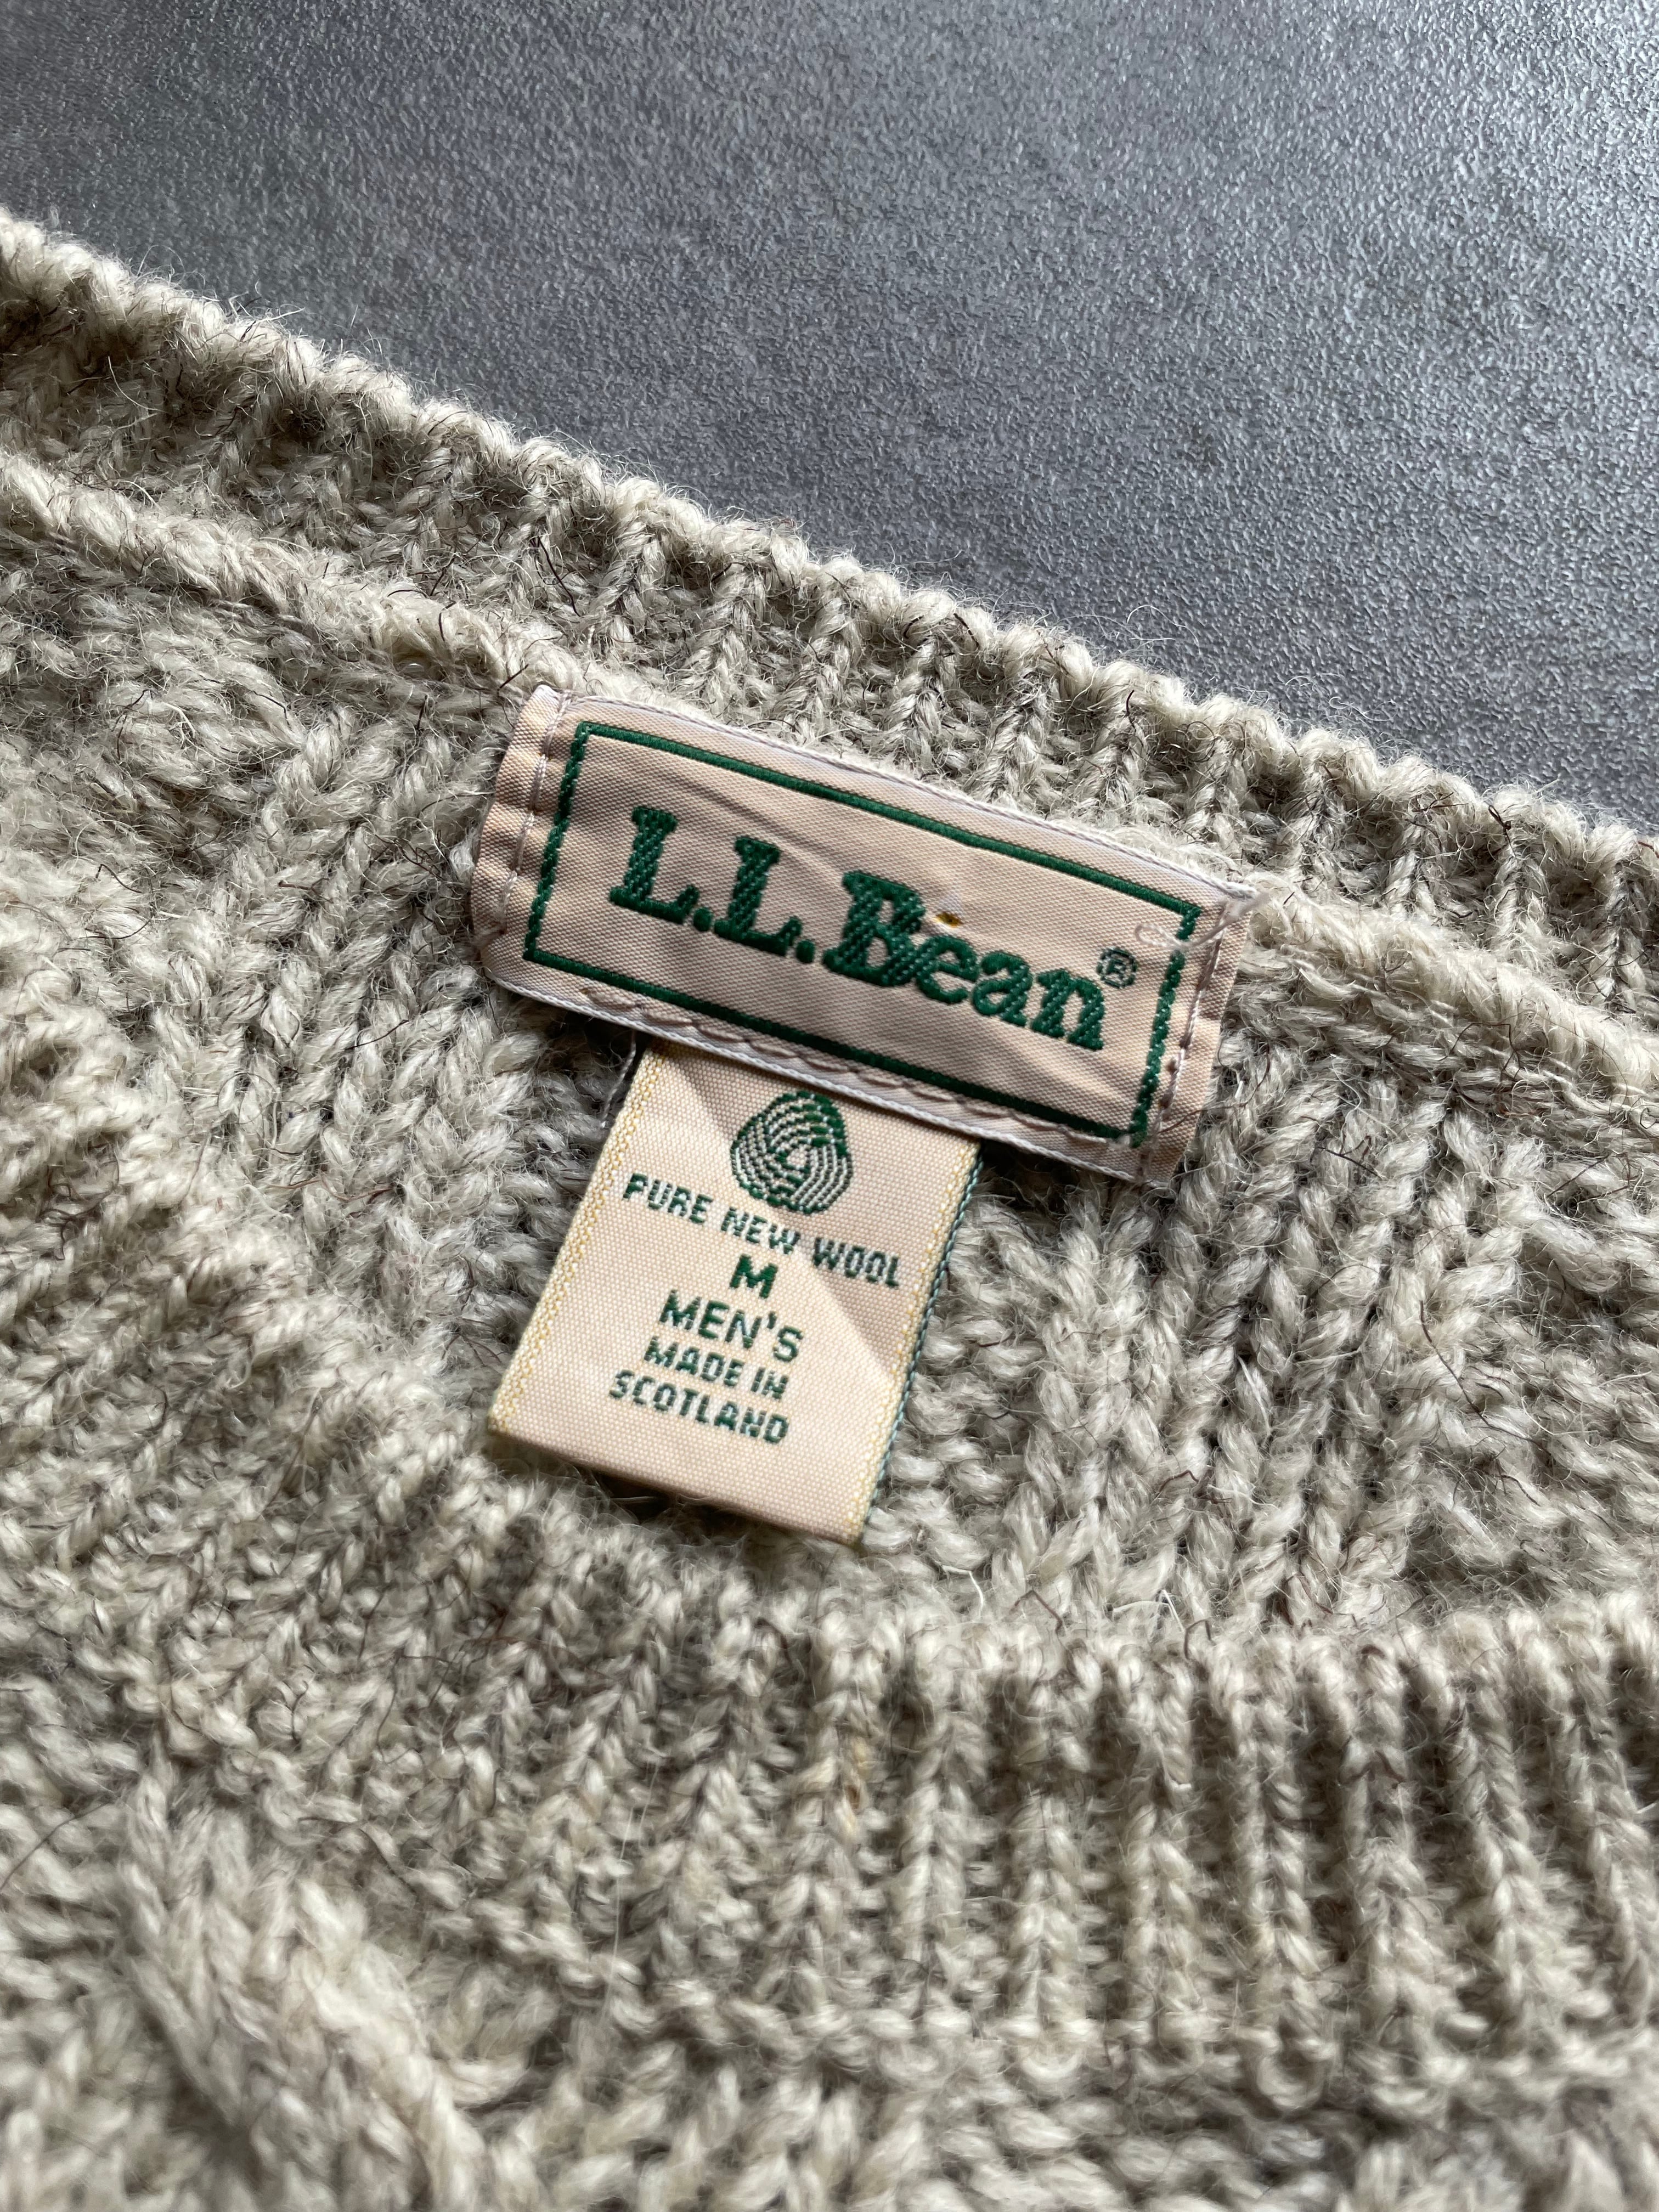 L.L.Bean®
PURE NEW WOOL
M
MEN'S
MADE IN
SCOTLAND